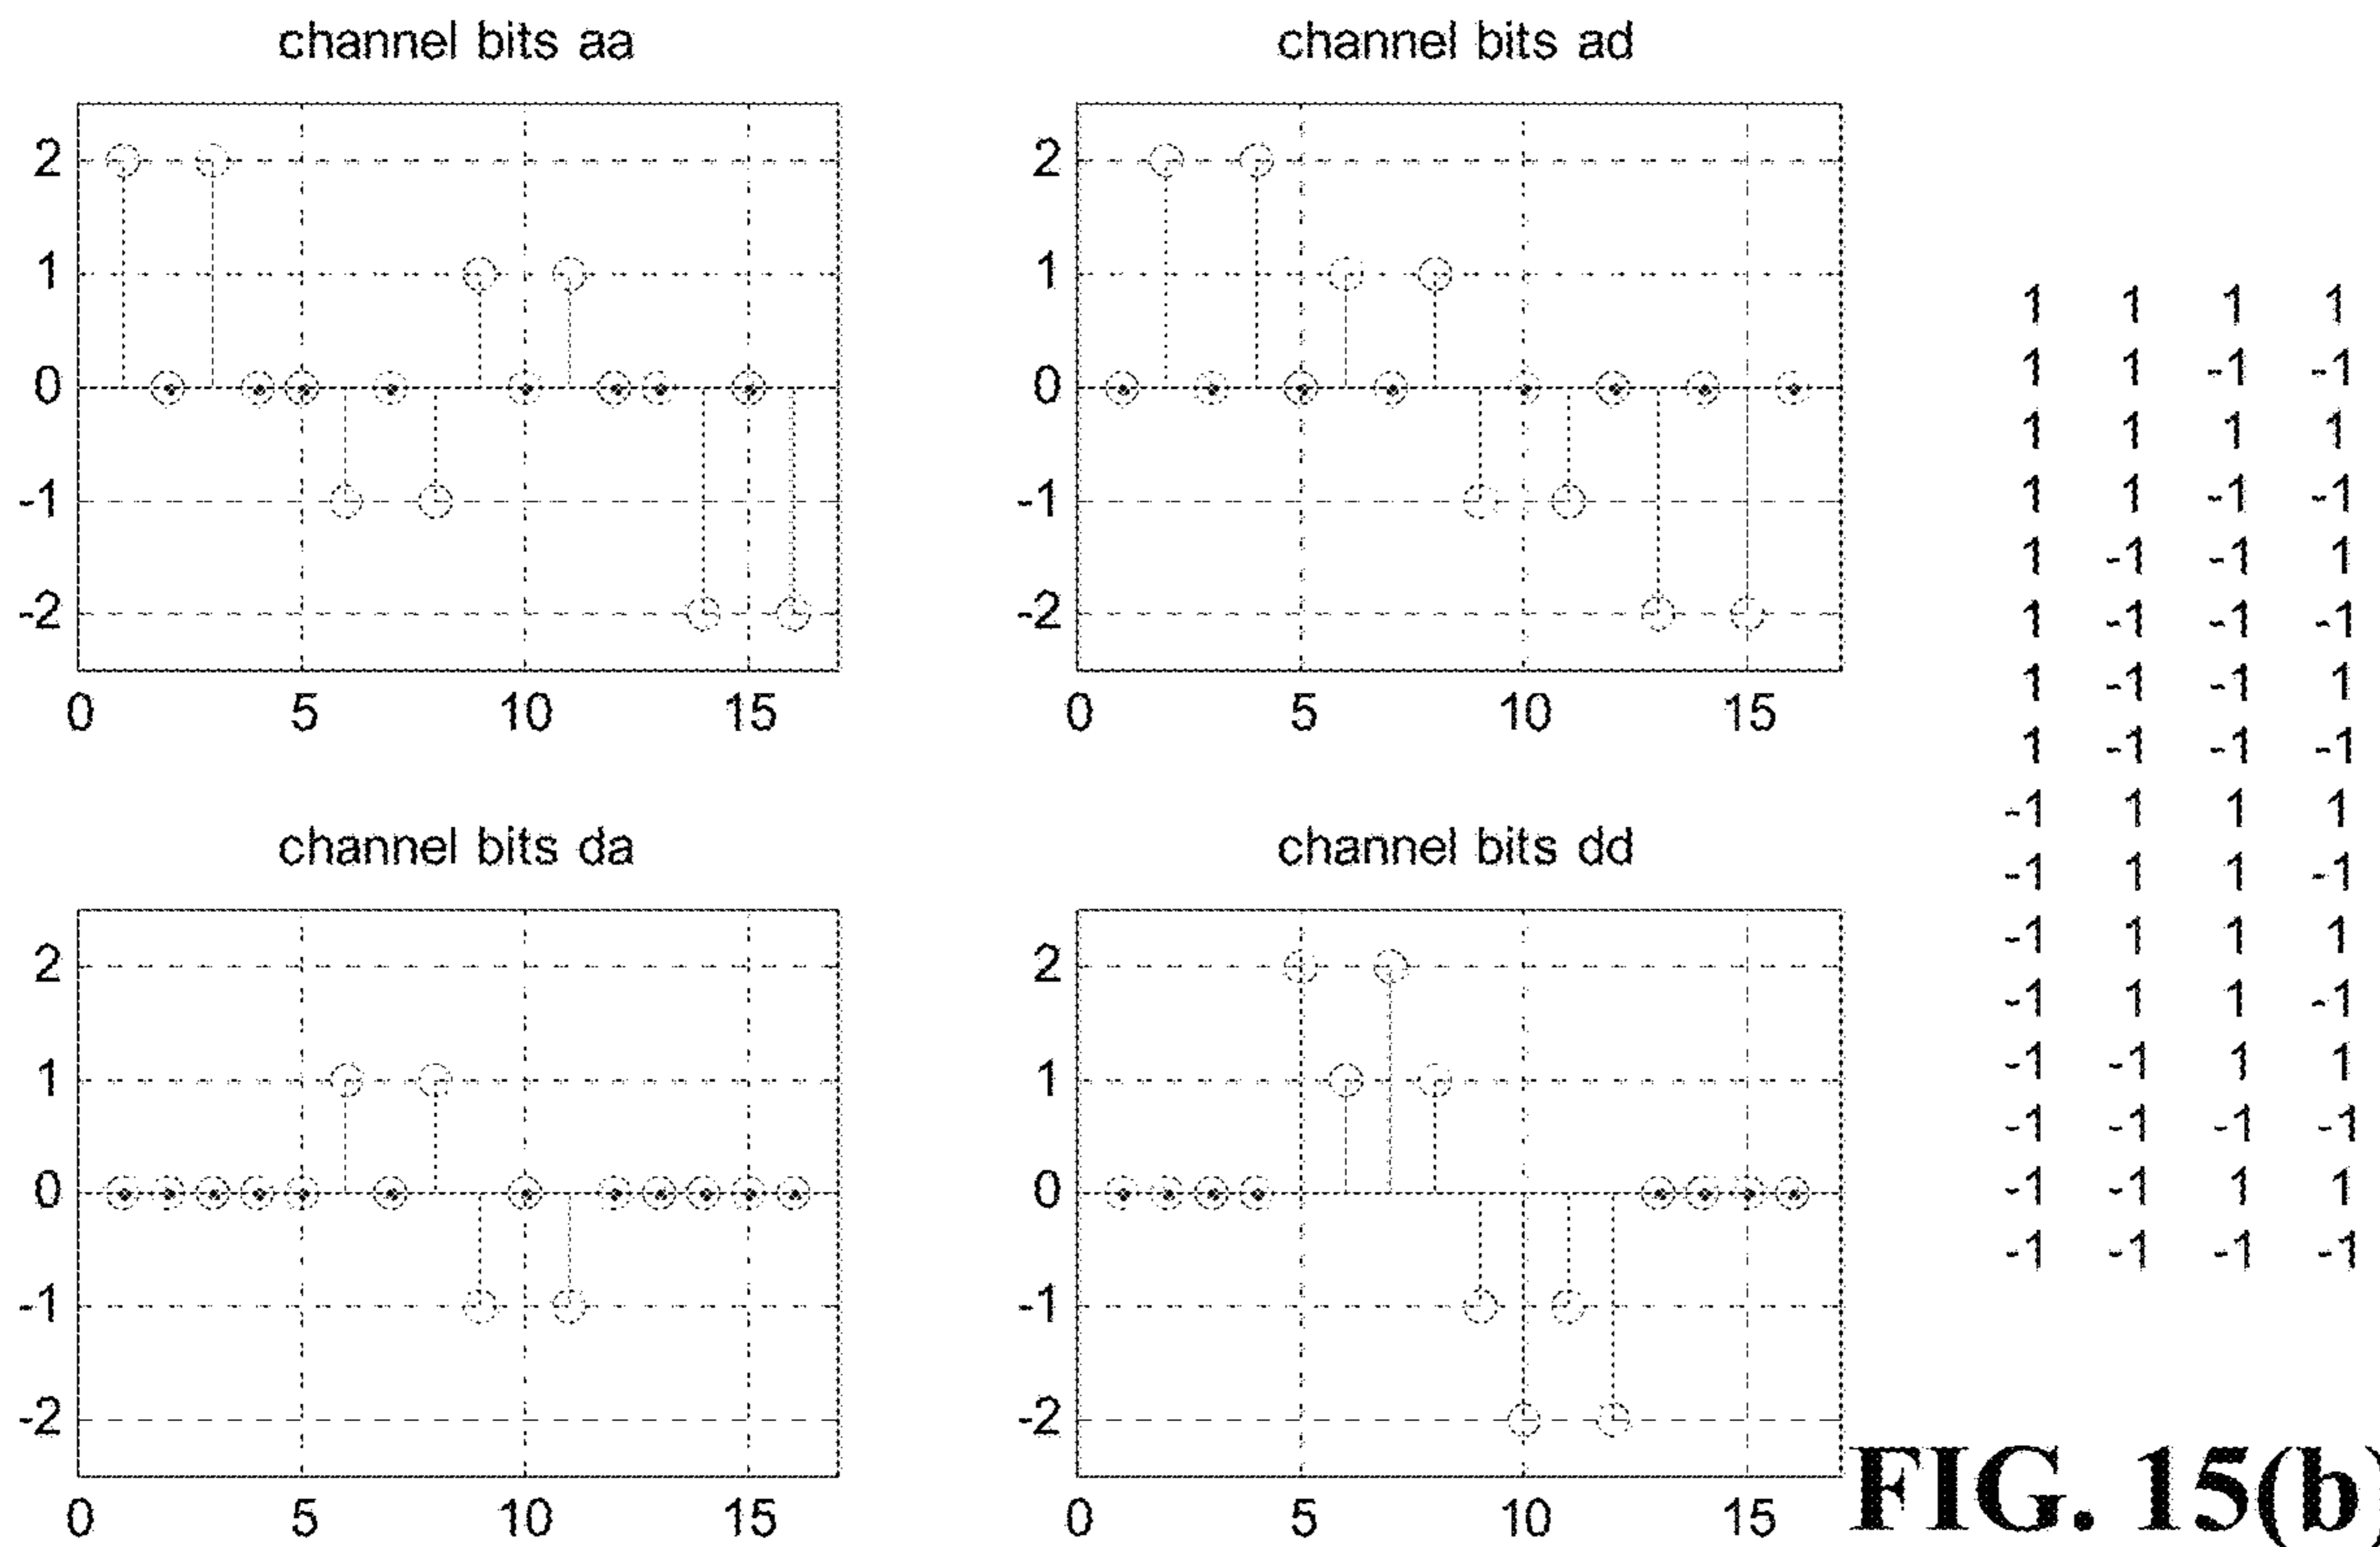 channel bits aa
2
1
0
-1
-2
0 5 10 15
channel bits ad
2
1
0
-1
-2
0 5 10 15
channel bits da
2
1
0
-1
-2
0 5 10 15
channel bits dd
2
1
0
-1
-2
0 5 10 15
1 1 1 1
1 1 -1 -1
1 1 1 1
1 1 -1 -1
1 -1 -1 1
1 -1 -1 -1
1 -1 -1 1
1 -1 -1 -1
-1 1 1 1
-1 1 1 -1
-1 1 1 1
-1 1 1 -1
-1 -1 1 1
-1 -1 -1 -1
-1 -1 1 1
-1 -1 -1 -1
FIG. 15(b)